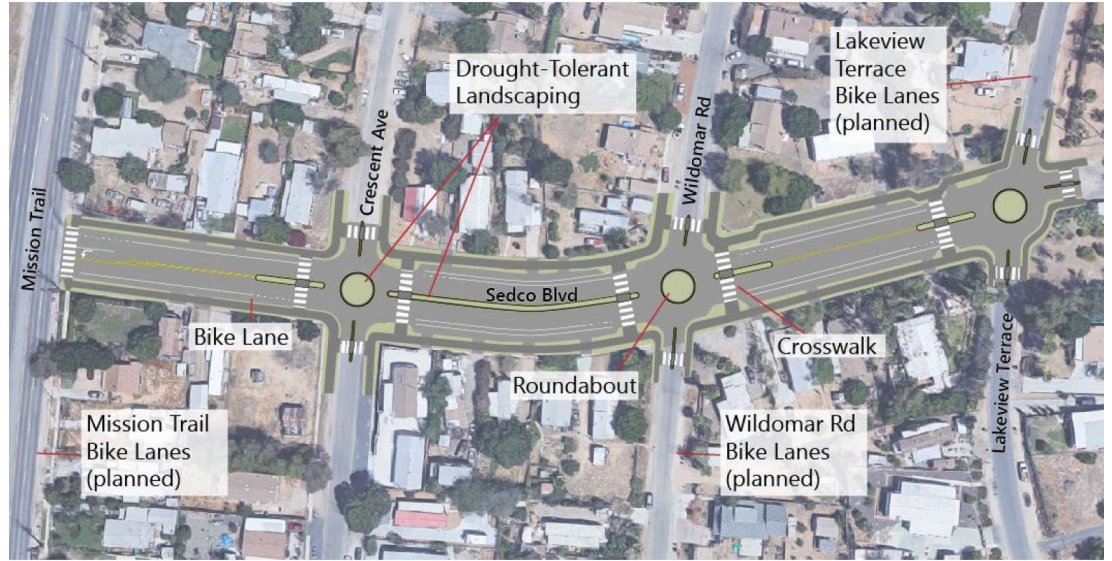 Drought-Tolerant
Landscaping
Lakeview
Terrace
Bike Lanes
(planned)
Crescent Ave
Wildomar Rd
Mission Trail
Sedco Blvd
Bike Lane
Crosswalk
Roundabout
Lakeview Terrace
Mission Trail
Bike Lanes
(planned)
Wildomar Rd
Bike Lanes
(planned)